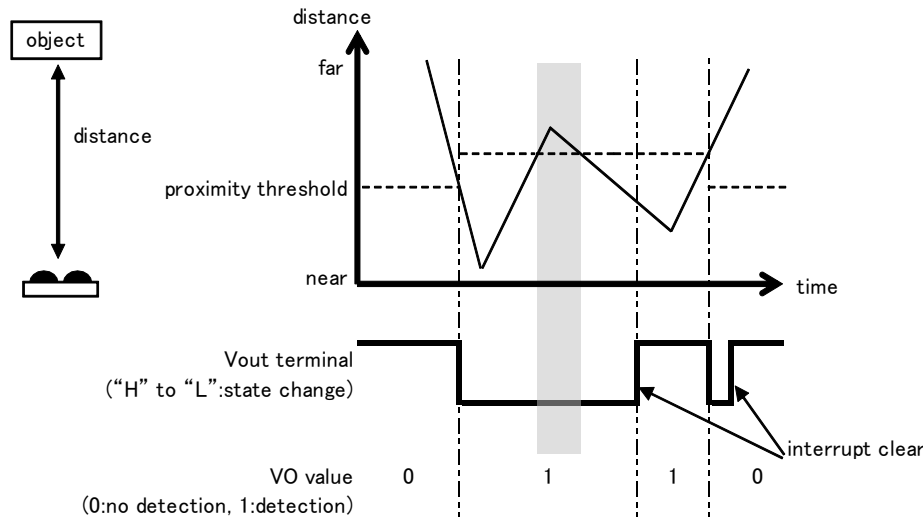 object
distance
distance
far
proximity threshold
near
time
Vout terminal
(“H” to “L”:state change)
interrupt clear
VO value
(0:no detection, 1:detection)
0
1
1
0